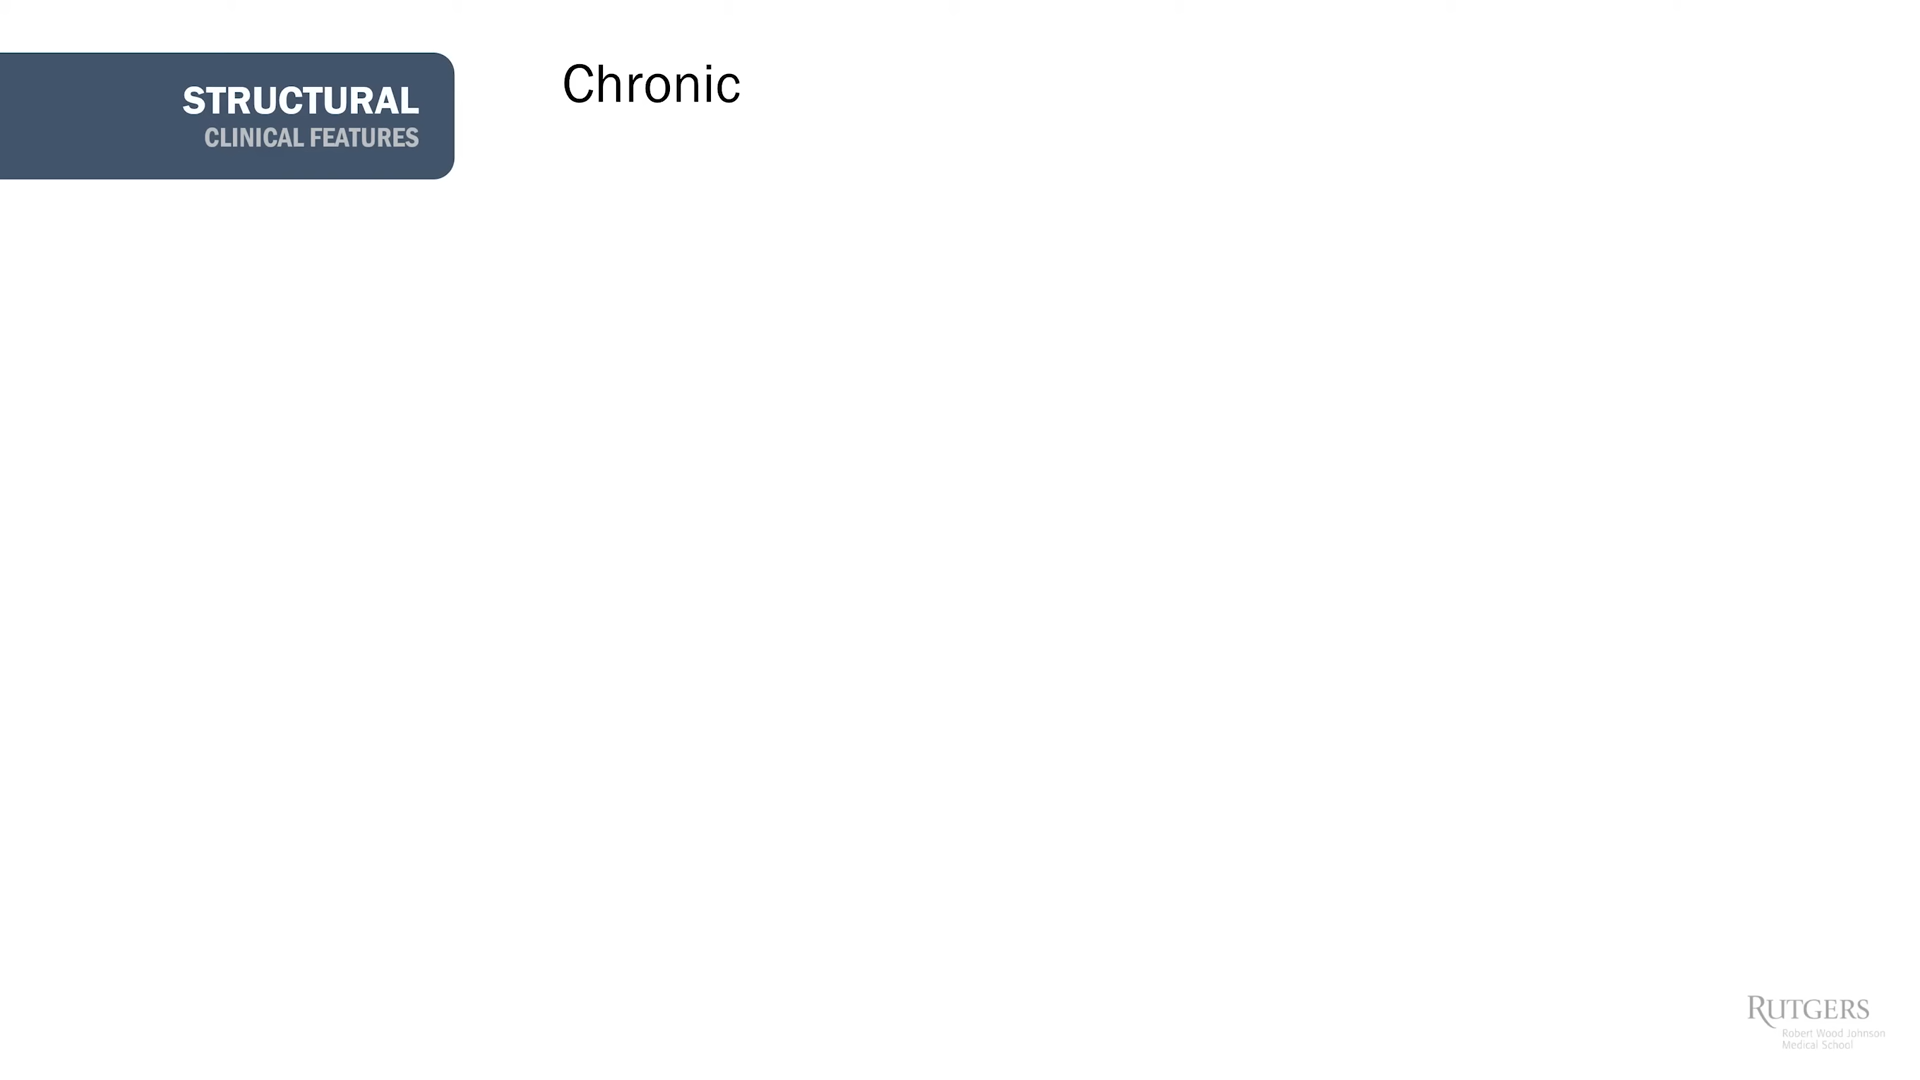 STRUCTURAL
CLINICAL FEATURES
Chronic
RUTGERS
Robert Wood Johnson
Medical School